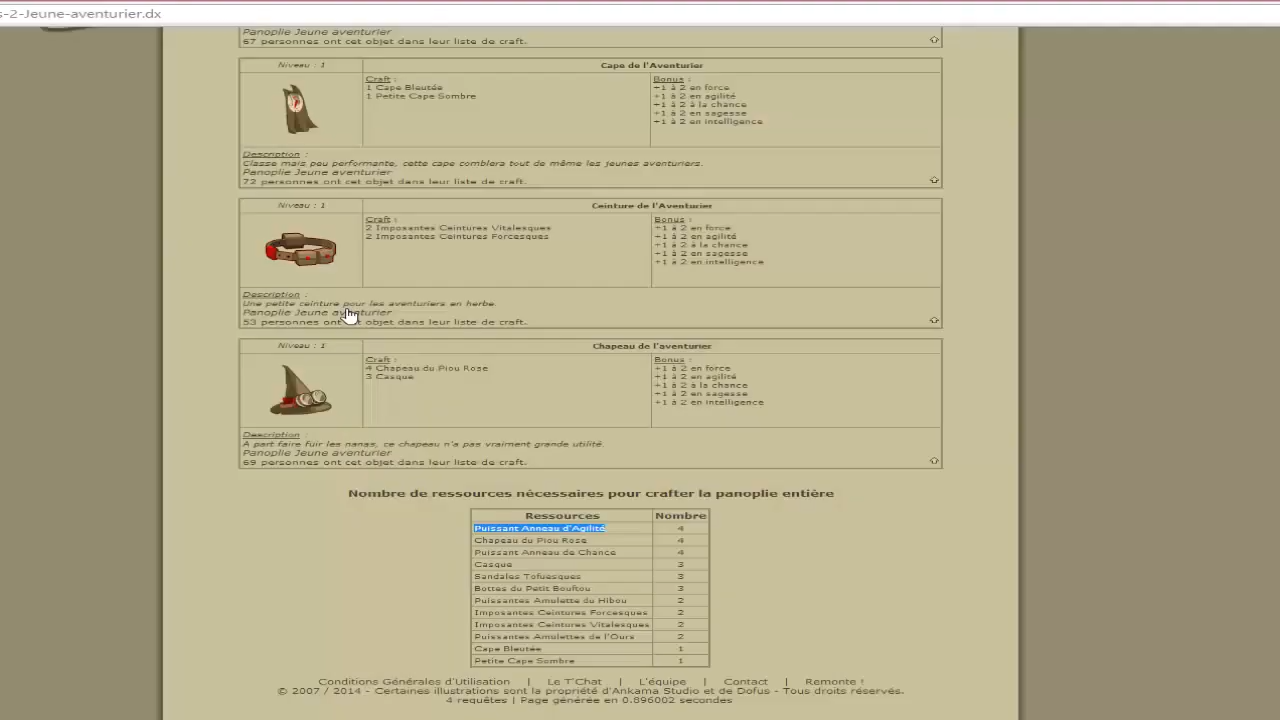 s-2-Jeune-aventurier.dx
Panoplie Jeune aventurier
67 personnes ont cet objet dans leur liste de craft.
Niveau : 1
Cape de l'Aventurier
Craft :
1 Cape Bleutée
1 Petite Cape Sombre
Bonus :
+1 à 2 en force
+1 à 2 en agilité
+1 à 2 à la chance
+1 à 2 en sagesse
+1 à 2 en intelligence
Description :
Classe mais peu performante, cette cape comblera tout de même les jeunes aventuriers.
Panoplie Jeune aventurier
72 personnes ont cet objet dans leur liste de craft.
Niveau : 1
Ceinture de l'Aventurier
Craft :
2 Imposantes Ceintures Vitalesques
2 Imposantes Ceintures Forcesques
Bonus :
+1 à 2 en force
+1 à 2 en agilité
+1 à 2 à la chance
+1 à 2 en sagesse
+1 à 2 en intelligence
Description :
Une petite ceinture pour les aventuriers en herbe.
Panoplie Jeune aventurier
53 personnes ont cet objet dans leur liste de craft.
Niveau : 1
Chapeau de l'aventurier
Craft :
4 Chapeau du Piou Rose
3 Casque
Bonus :
+1 à 2 en force
+1 à 2 en agilité
+1 à 2 à la chance
+1 à 2 en sagesse
+1 à 2 en intelligence
Description :
A part faire fuir les nanas, ce chapeau n'a pas vraiment grande utilité.
Panoplie Jeune aventurier
69 personnes ont cet objet dans leur liste de craft.
Nombre de ressources nécessaires pour crafter la panoplie entière
Ressources Nombre
Puissant Anneau d'Agilité 4
Chapeau du Piou Rose 4
Puissant Anneau de Chance 4
Casque 3
Sandales Tofuesques 3
Bottes du Petit Bouftou 3
Puissantes Amulette du Hibou 2
Imposantes Ceintures Forcesques 2
Imposantes Ceintures Vitalesques 2
Puissantes Amulettes de l'Ours 2
Cape Bleutée 1
Petite Cape Sombre 1
Conditions Générales d'Utilisation | Le T'Chat | L'équipe | Contact | Remonte !
© 2007 / 2014 - Certaines illustrations sont la propriété d'Ankama Studio et de Dofus - Tous droits réservés.
4 requêtes | Page générée en 0.896002 secondes